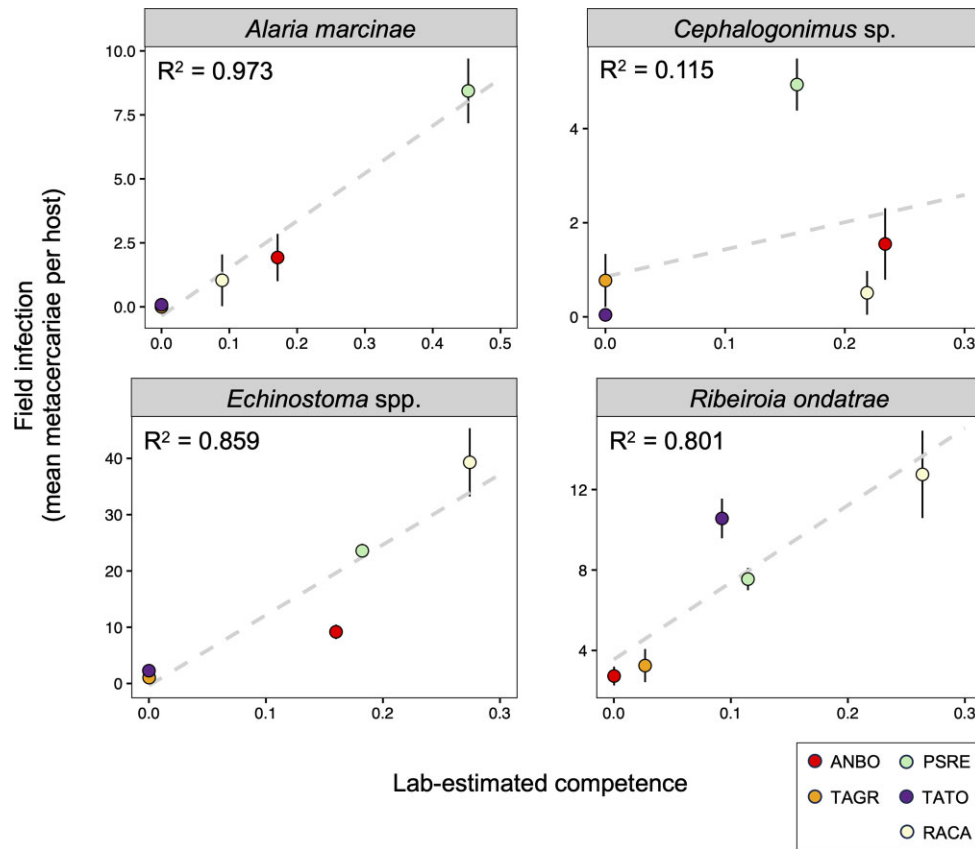 Alaria marcinae
Cephalogonimus sp.
R² = 0.973
R² = 0.115
10.0
7.5
5.0
2.5
0.0
4
2
0
0.0 0.1 0.2 0.3 0.4 0.5
0.0 0.1 0.2 0.3
Field infection
(mean metacercariae per host)
Echinostoma spp.
Ribeiroia ondatrae
R² = 0.859
R² = 0.801
40
30
20
10
0
12
8
4
0.0 0.1 0.2 0.3
0.0 0.1 0.2 0.3
Lab-estimated competence
ANBO PSRE
TAGR TATO
RACA